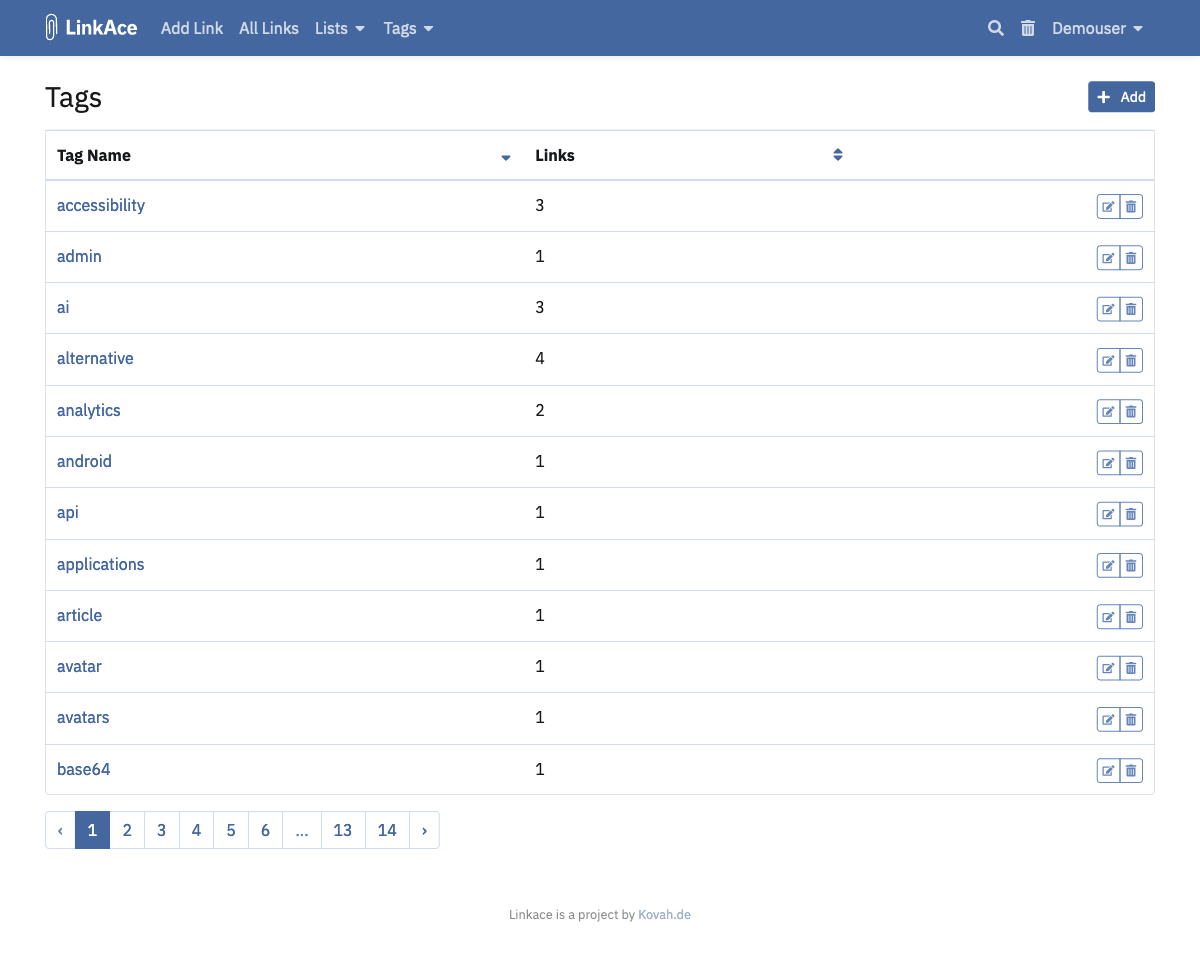 LinkAce Add Link All Links Lists Tags Demouser
Tags
Add
Tag Name Links
accessibility 3
admin 1
ai 3
alternative 4
analytics 2
android 1
api 1
applications 1
article 1
avatar 1
avatars 1
base64 1
‹ 1 2 3 4 5 6 ... 13 14 ›
Linkace is a project by Kovah.de